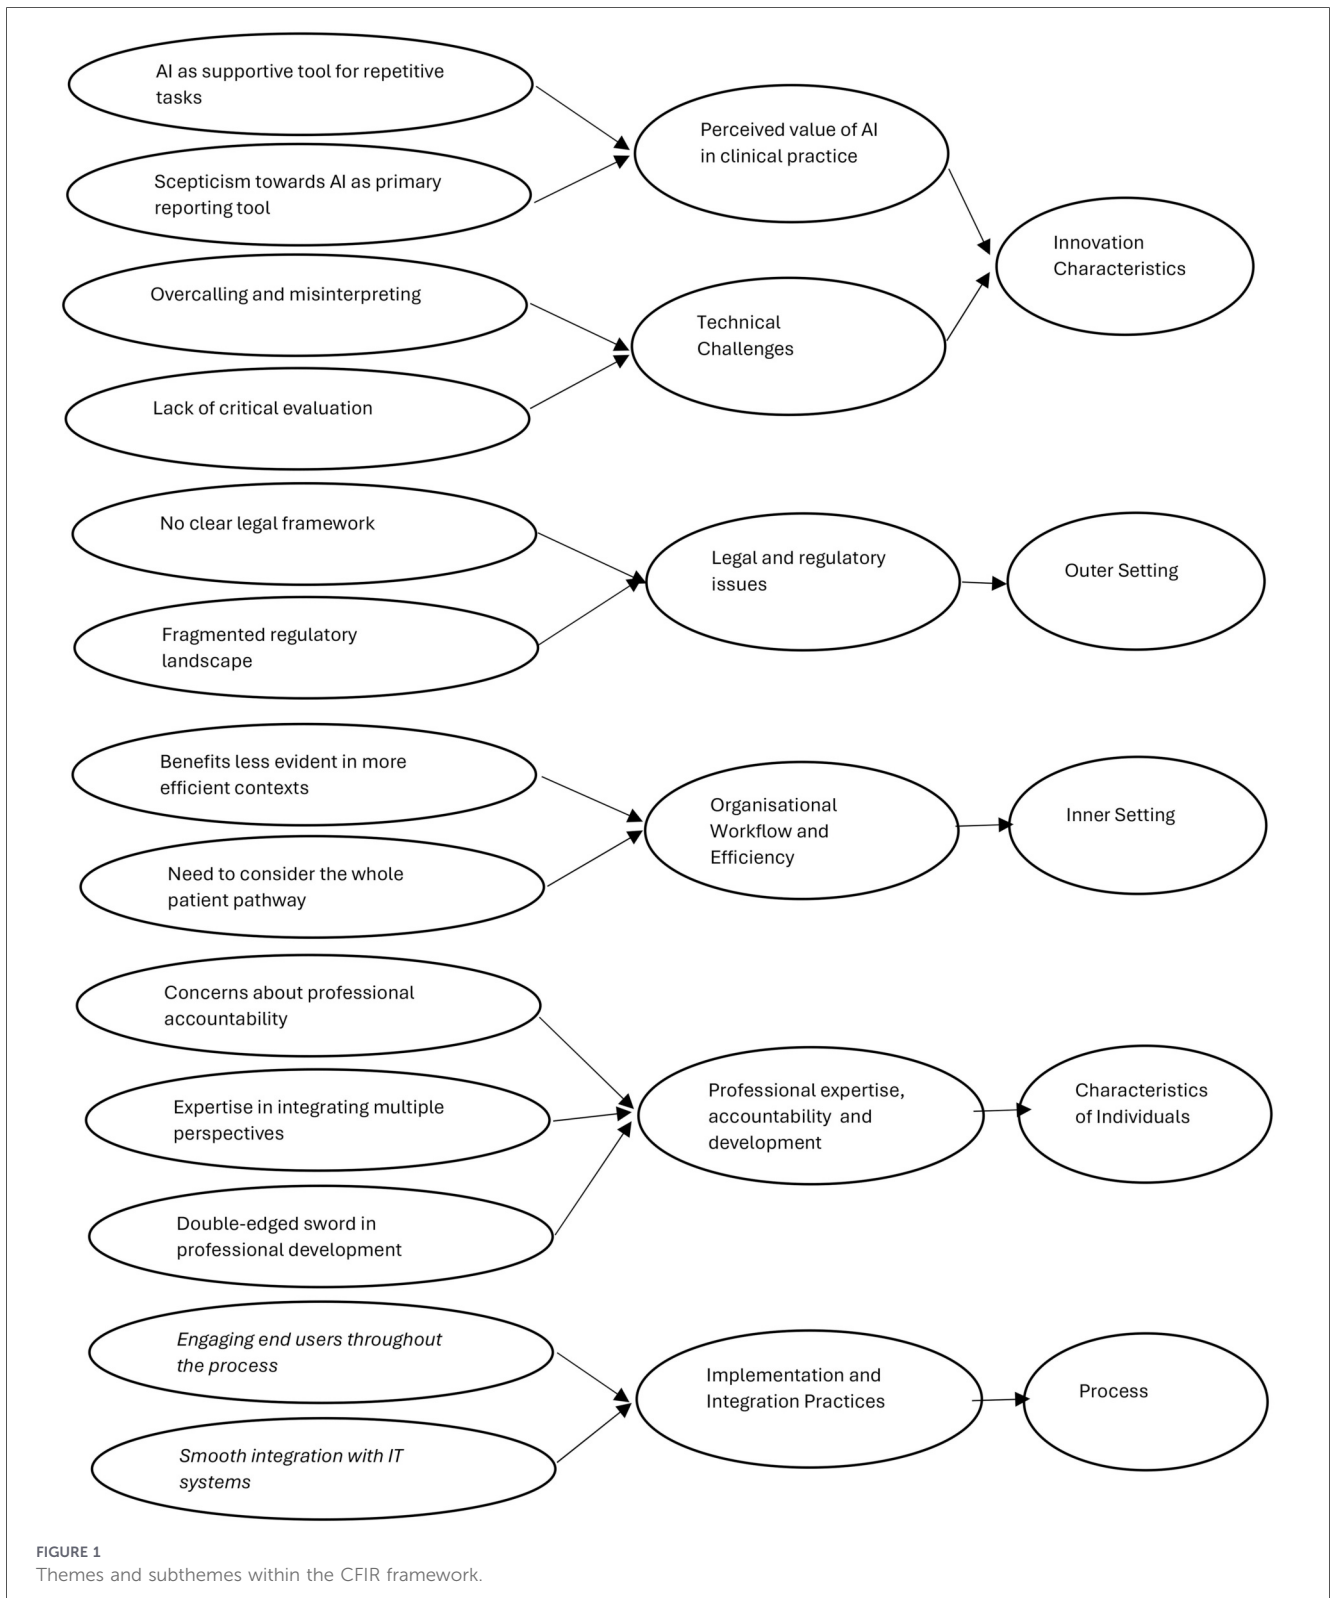 AI as supportive tool for repetitive
tasks
Scepticism towards AI as primary
reporting tool
Overcalling and misinterpreting
Lack of critical evaluation
Perceived value of AI
in clinical practice
Technical
Challenges
Innovation
Characteristics
No clear legal framework
Fragmented regulatory
landscape
Legal and regulatory
issues
Outer Setting
Benefits less evident in more
efficient contexts
Need to consider the whole
patient pathway
Organisational
Workflow and
Efficiency
Inner Setting
Concerns about professional
accountability
Expertise in integrating multiple
perspectives
Double-edged sword in
professional development
Professional expertise,
accountability and
development
Characteristics
of Individuals
Engaging end users throughout
the process
Smooth integration with IT
systems
Implementation and
Integration Practices
Process
FIGURE 1
Themes and subthemes within the CFIR framework.